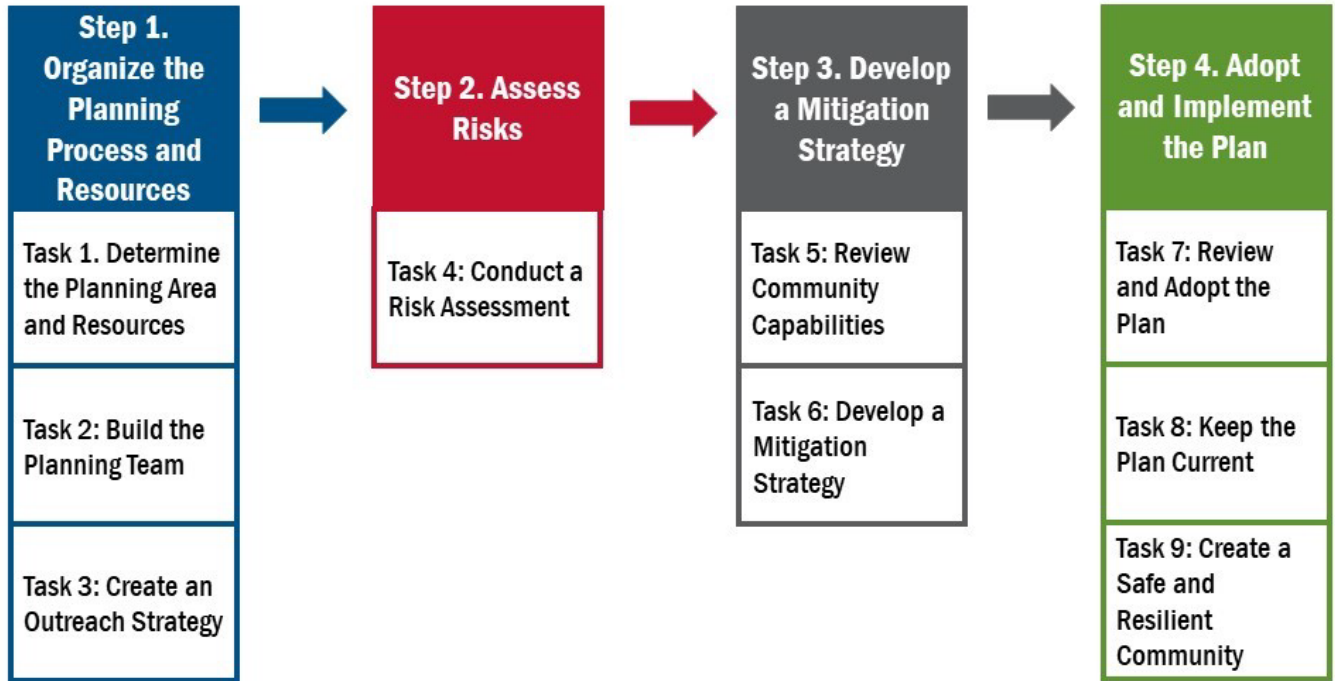 Step 1.
Organize the
Planning
Process and
Resources
Task 1. Determine
the Planning Area
and Resources
Task 2: Build the
Planning Team
Task 3: Create an
Outreach Strategy
Step 2. Assess
Risks
Task 4: Conduct a
Risk Assessment
Step 3. Develop
a Mitigation
Strategy
Task 5: Review
Community
Capabilities
Task 6: Develop a
Mitigation
Strategy
Step 4. Adopt
and Implement
the Plan
Task 7: Review
and Adopt the
Plan
Task 8: Keep the
Plan Current
Task 9: Create a
Safe and
Resilient
Community